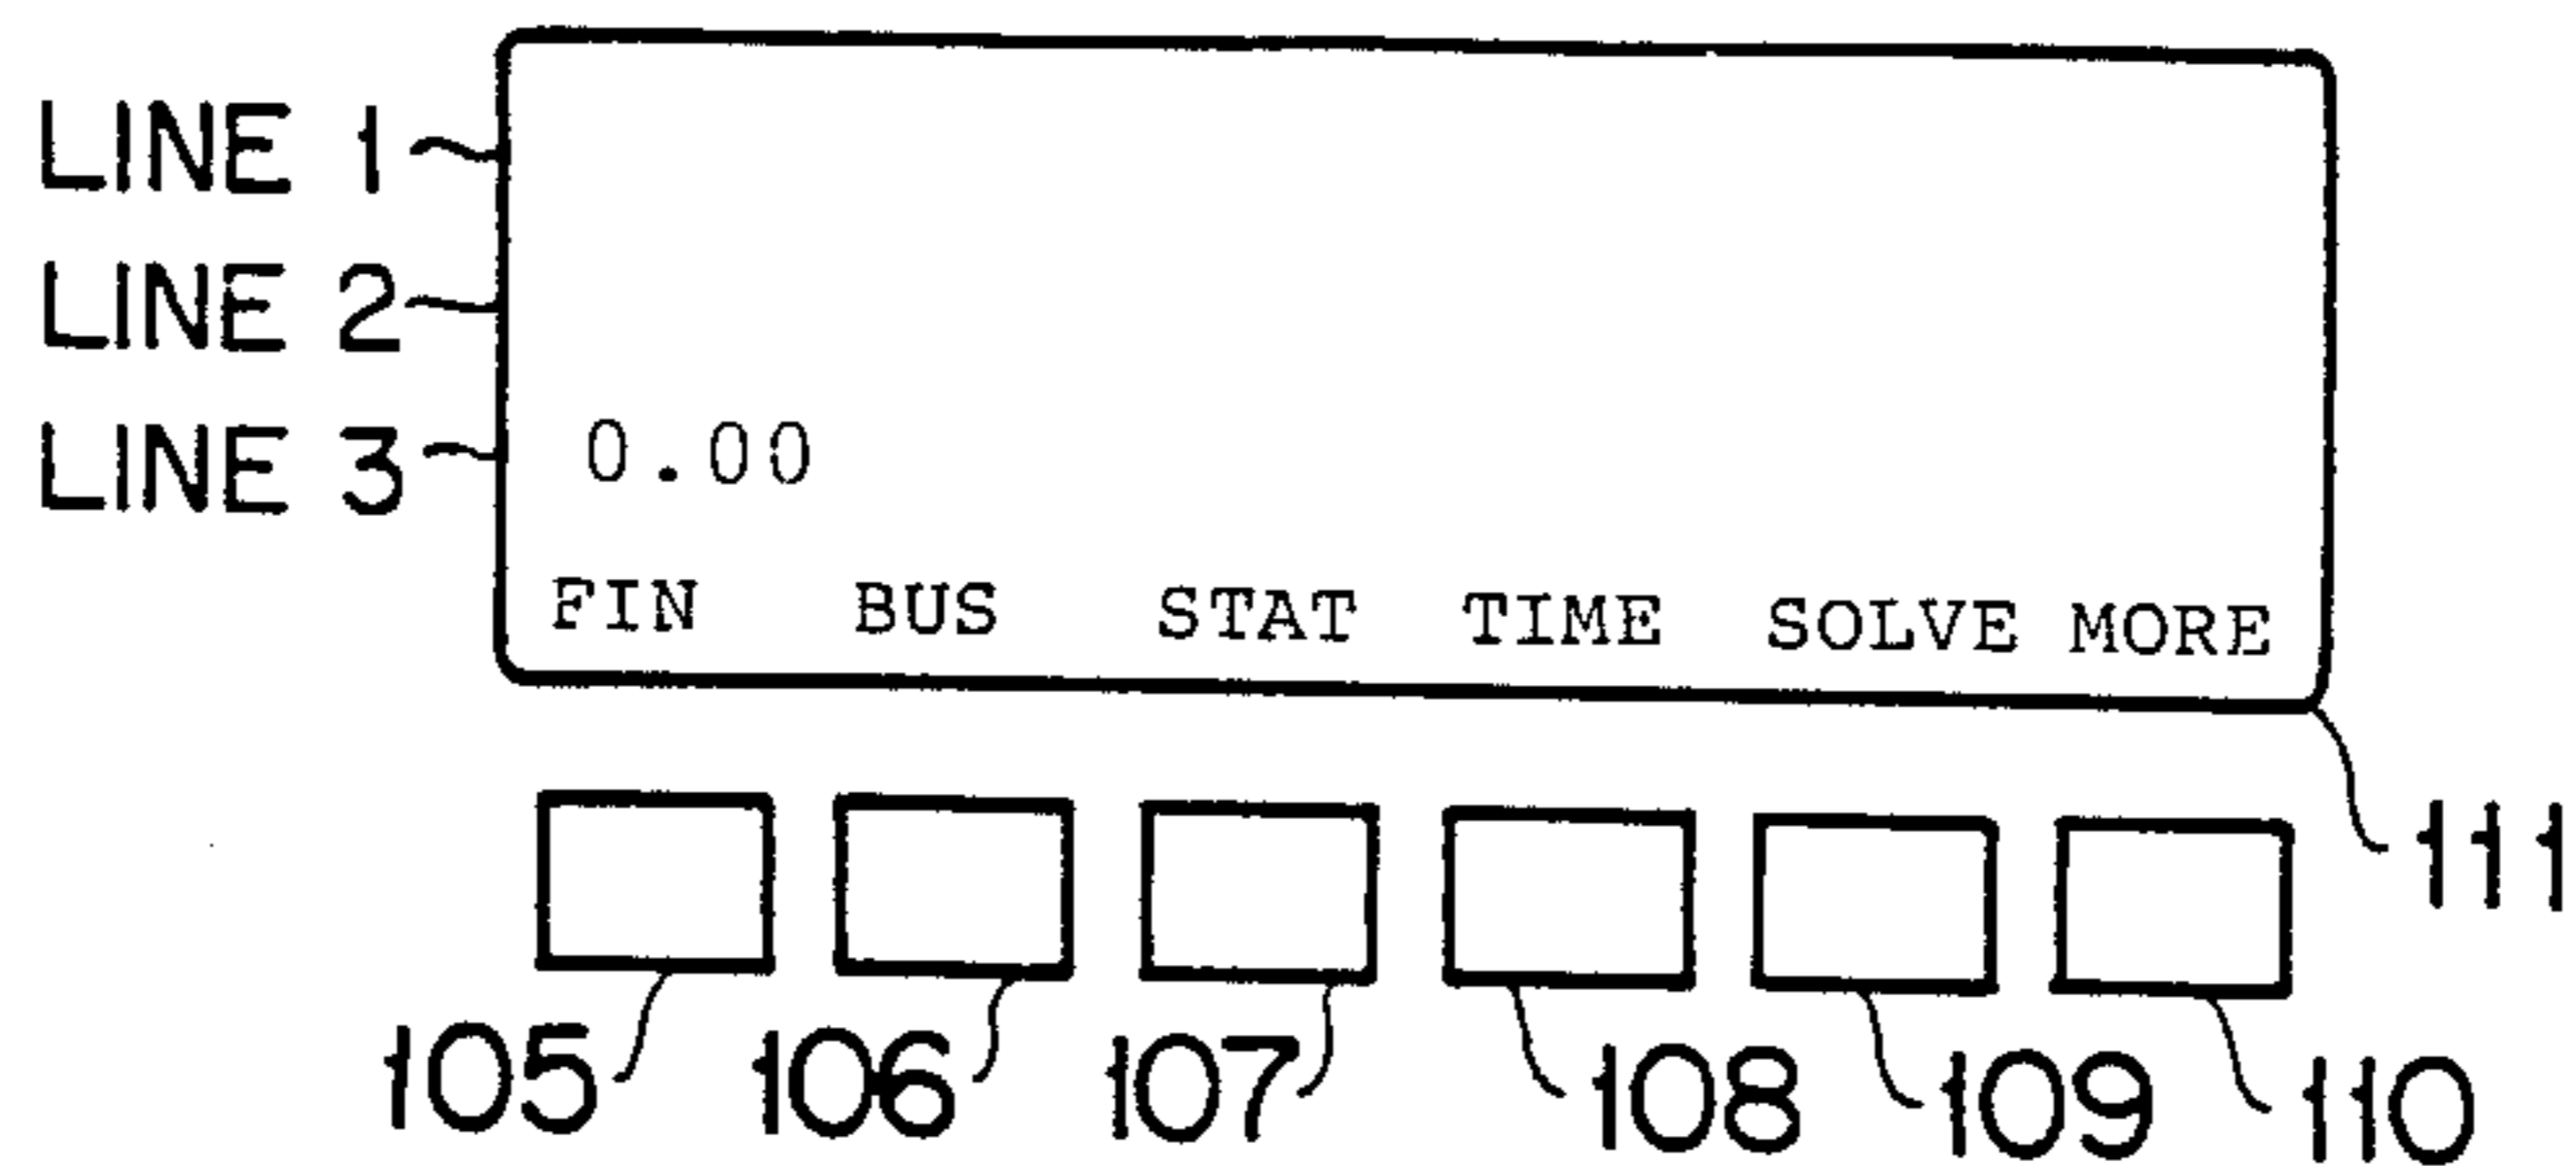 LINE 1
LINE 2
LINE 3 0.00
FIN BUS STAT TIME SOLVE MORE
111
105 106 107 108 109 110